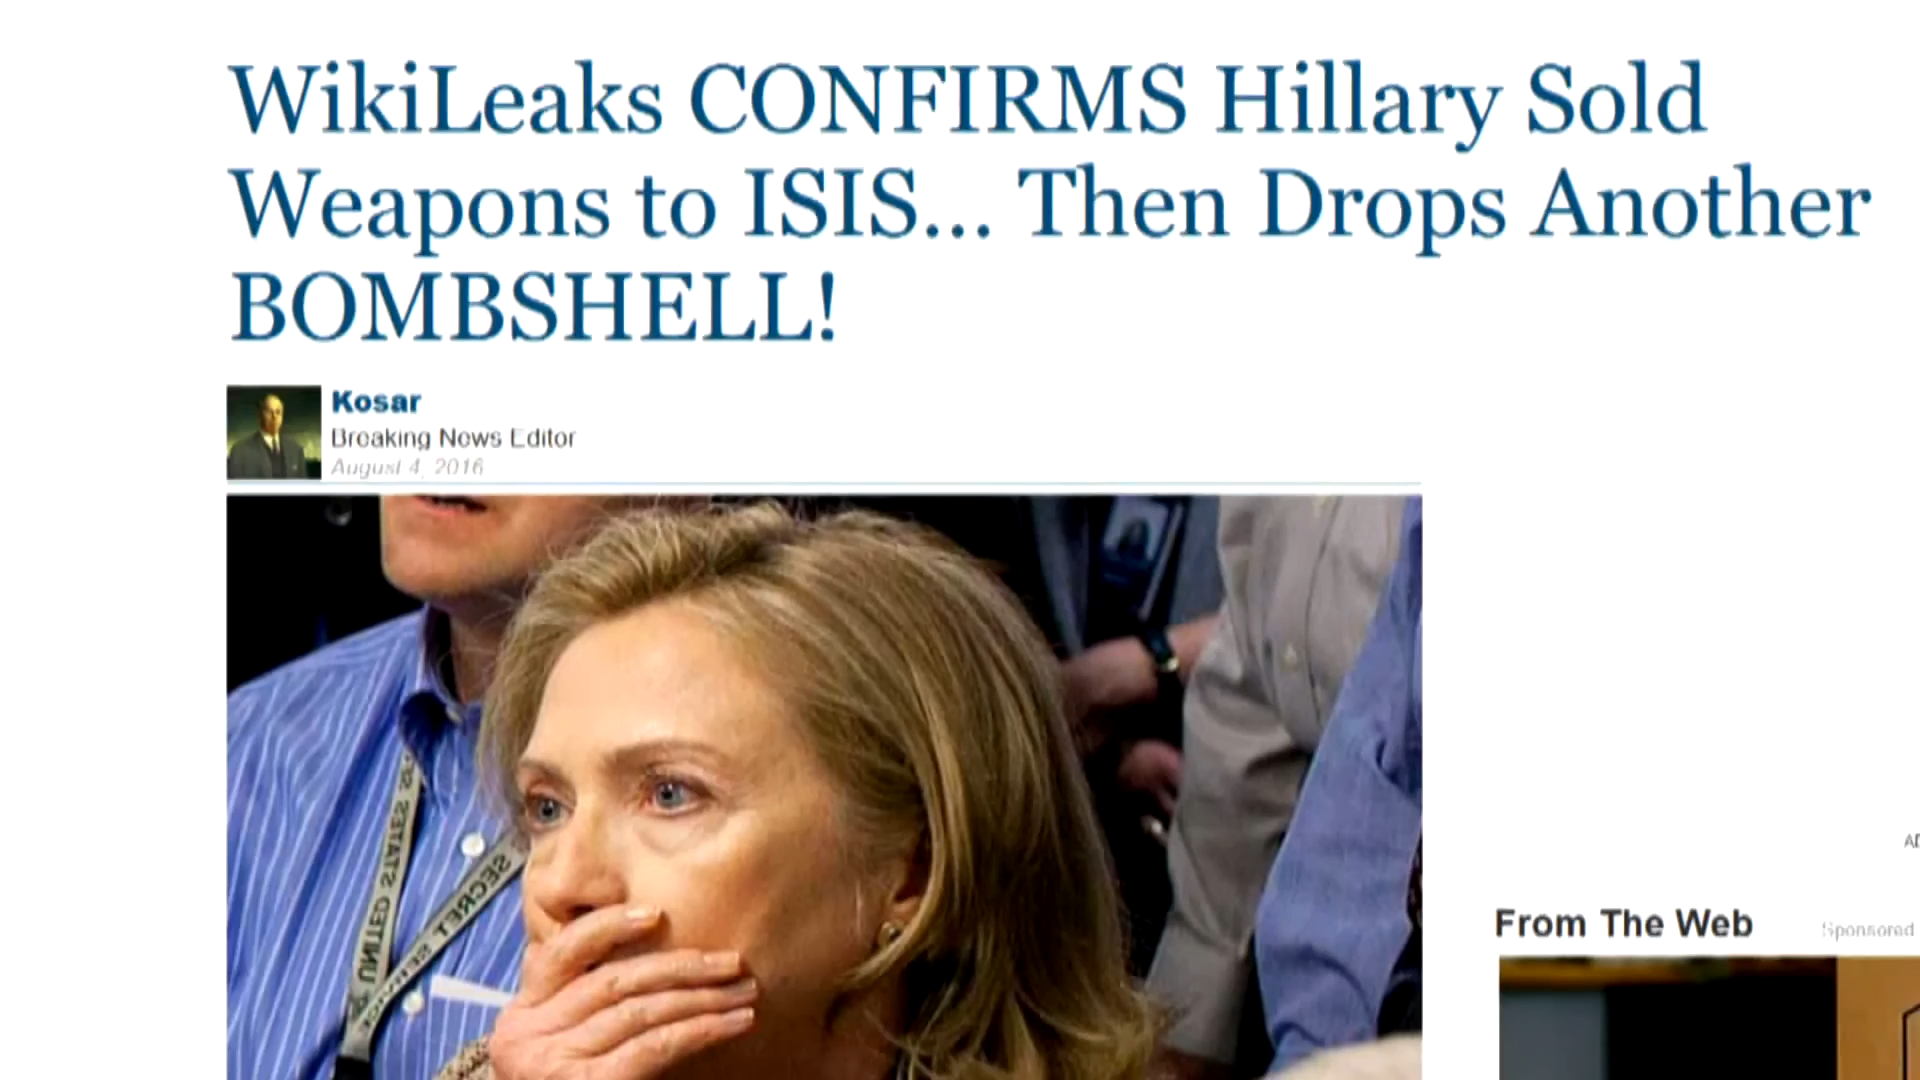 WikiLeaks CONFIRMS Hillary Sold
Weapons to ISIS... Then Drops Another
BOMBSHELL!
Kosar
Breaking News Editor
August 4, 2016
UNITED STATES
SECRET SERVICE
From The Web
Sponsored